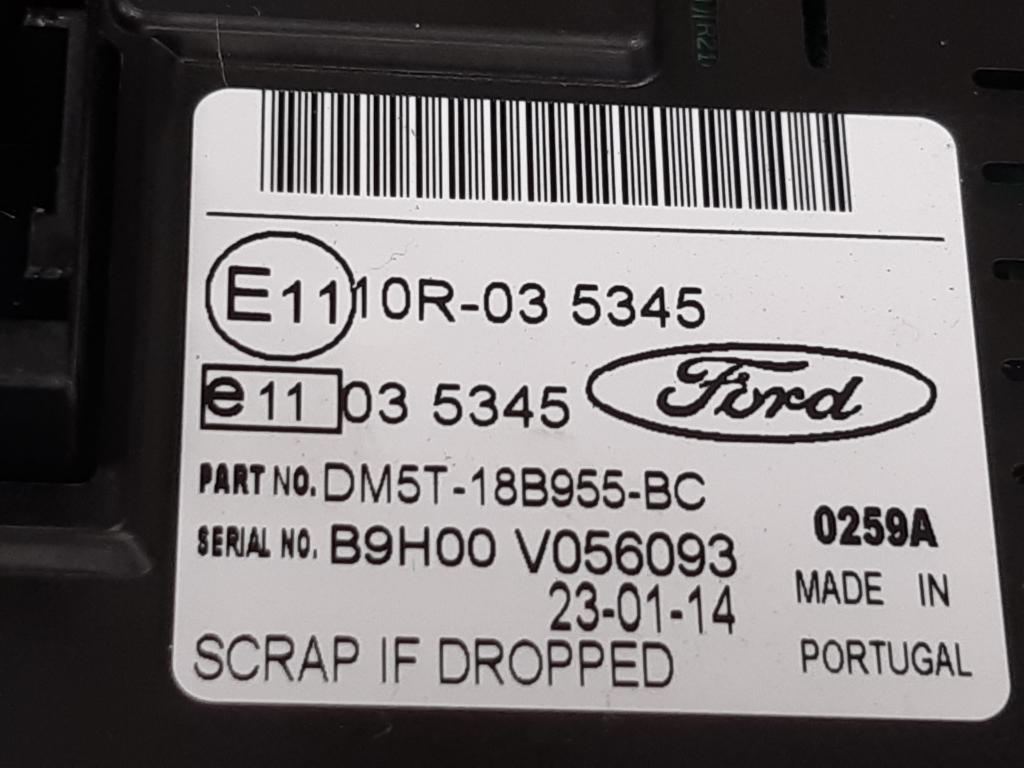 E11 10R-03 5345
e11 03 5345
Ford
PART NO. DM5T-18B955-BC
SERIAL NO. B9H00 V056093
0259A
23-01-14
MADE IN
PORTUGAL
SCRAP IF DROPPED